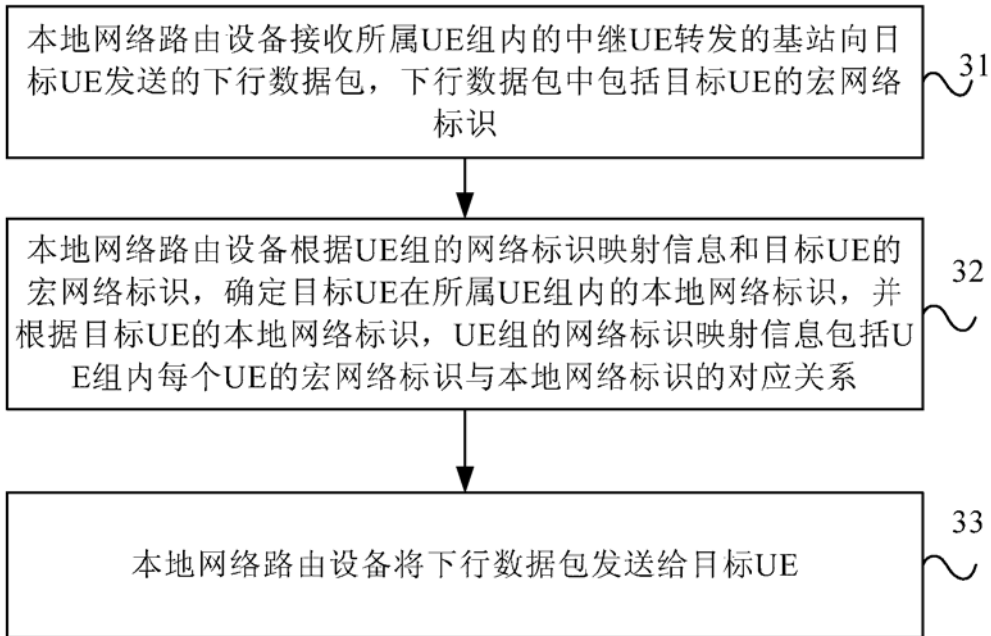 本地网络路由设备接收所属UE组内的中继UE转发的基站向目
标UE发送的下行数据包，下行数据包中包括目标UE的宏网络
标识
31
本地网络路由设备根据UE组的网络标识映射信息和目标UE的
宏网络标识，确定目标UE在所属UE组内的本地网络标识，并
根据目标UE的本地网络标识，UE组的网络标识映射信息包括U
E组内每个UE的宏网络标识与本地网络标识的对应关系
32
本地网络路由设备将下行数据包发送给目标UE
33